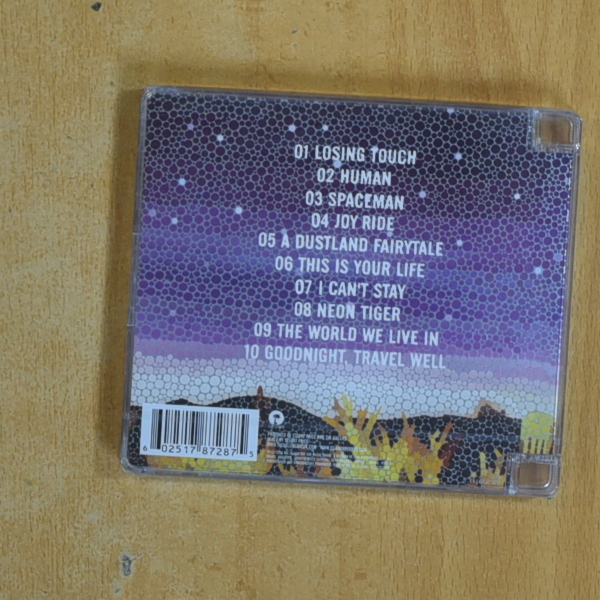 01 LOSING TOUCH
02 HUMAN
03 SPACEMAN
04 JOY RIDE
05 A DUSTLAND FAIRYTALE
06 THIS IS YOUR LIFE
07 I CAN'T STAY
08 NEON TIGER
09 THE WORLD WE LIVE IN
10 GOODNIGHT, TRAVEL WELL
6 02517 87287 5